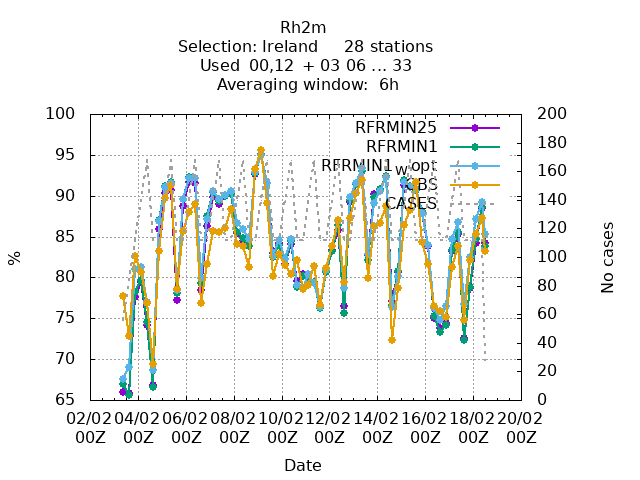 Rh2m
Selection: Ireland 28 stations
Used 00,12 + 03 06 ... 33
Averaging window: 6h
100
95
90
85
80
75
70
65
%
200
180
160
140
120
100
80
60
40
20
0
No cases
RFRMIN25
RFRMIN1
RFRMIN1_w_opt
OBS
CASES
02/02 04/02 06/02 08/02 10/02 12/02 14/02 16/02 18/02 20/02
00Z 00Z 00Z 00Z 00Z 00Z 00Z 00Z 00Z 00Z
Date